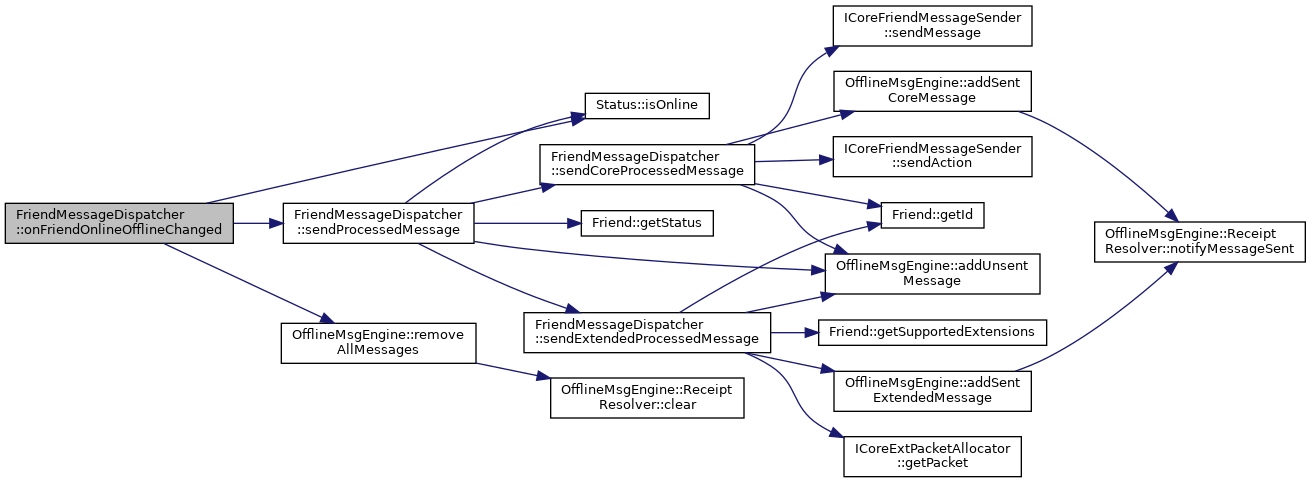 FriendMessageDispatcher
::onFriendOnlineOfflineChanged
FriendMessageDispatcher
::sendProcessedMessage
OfflineMsgEngine::remove
AllMessages
Status::isOnline
FriendMessageDispatcher
::sendCoreProcessedMessage
Friend::getStatus
FriendMessageDispatcher
::sendExtendedProcessedMessage
OfflineMsgEngine::Receipt
Resolver::clear
ICoreFriendMessageSender
::sendMessage
OfflineMsgEngine::addSent
CoreMessage
ICoreFriendMessageSender
::sendAction
Friend::getId
OfflineMsgEngine::addUnsent
Message
Friend::getSupportedExtensions
OfflineMsgEngine::addSent
ExtendedMessage
ICoreExtPacketAllocator
::getPacket
OfflineMsgEngine::Receipt
Resolver::notifyMessageSent